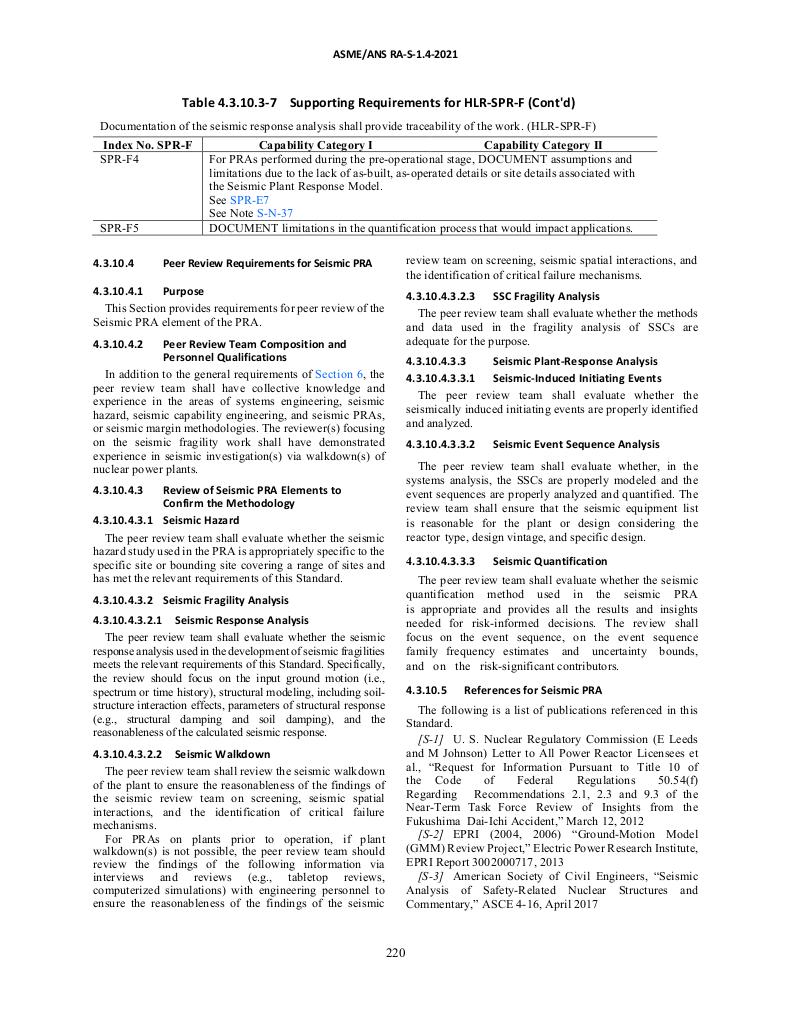 ASME/ANS RA-S-1.4-2021
Table 4.3.10.3-7 Supporting Requirements for HLR-SPR-F (Cont'd)
Documentation of the seismic response analysis shall provide traceability of the work. (HLR-SPR-F)
Index No. SPR-F Capability Category I Capability Category II
SPR-F4 For PRAs performed during the pre-operational stage, DOCUMENT assumptions and
limitations due to the lack of as-built, as-operated details or site details associated with
the Seismic Plant Response Model.
See SPR-E7
See Note S-N-37
SPR-F5 DOCUMENT limitations in the quantification process that would impact applications.
4.3.10.4 Peer Review Requirements for Seismic PRA
4.3.10.4.1 Purpose
This Section provides requirements for peer review of the
Seismic PRA element of the PRA.
4.3.10.4.2 Peer Review Team Composition and
Personnel Qualifications
In addition to the general requirements of Section 6, the
peer review team shall have collective knowledge and
experience in the areas of systems engineering, seismic
hazard, seismic capability engineering, and seismic PRAs,
or seismic margin methodologies. The reviewer(s) focusing
on the seismic fragility work shall have demonstrated
experience in seismic investigation(s) via walkdown(s) of
nuclear power plants.
4.3.10.4.3 Review of Seismic PRA Elements to
Confirm the Methodology
4.3.10.4.3.1 Seismic Hazard
The peer review team shall evaluate whether the seismic
hazard study used in the PRA is appropriately specific to the
specific site or bounding site covering a range of sites and
has met the relevant requirements of this Standard.
4.3.10.4.3.2 Seismic Fragility Analysis
4.3.10.4.3.2.1 Seismic Response Analysis
The peer review team shall evaluate whether the seismic
response analysis used in the development of seismic fragilities
meets the relevant requirements of this Standard. Specifically,
the review should focus on the input ground motion (i.e.,
spectrum or time history), structural modeling, including soil-
structure interaction effects, parameters of structural response
(e.g., structural damping and soil damping), and the
reasonableness of the calculated seismic response.
4.3.10.4.3.2.2 Seismic Walkdown
The peer review team shall review the seismic walkdown
of the plant to ensure the reasonableness of the findings of
the seismic review team on screening, seismic spatial
interactions, and the identification of critical failure
mechanisms.
For PRAs on plants prior to operation, if plant
walkdown(s) is not possible, the peer review team should
review the findings of the following information via
interviews and reviews (e.g., tabletop reviews,
computerized simulations) with engineering personnel to
ensure the reasonableness of the findings of the seismic
review team on screening, seismic spatial interactions, and
the identification of critical failure mechanisms.
4.3.10.4.3.2.3 SSC Fragility Analysis
The peer review team shall evaluate whether the methods
and data used in the fragility analysis of SSCs are
adequate for the purpose.
4.3.10.4.3.3 Seismic Plant-Response Analysis
4.3.10.4.3.3.1 Seismic-Induced Initiating Events
The peer review team shall evaluate whether the
seismically induced initiating events are properly identified
and analyzed.
4.3.10.4.3.3.2 Seismic Event Sequence Analysis
The peer review team shall evaluate whether, in the
systems analysis, the SSCs are properly modeled and the
event sequences are properly analyzed and quantified. The
review team shall ensure that the seismic equipment list
is reasonable for the plant or design considering the
reactor type, design vintage, and specific design.
4.3.10.4.3.3.3 Seismic Quantification
The peer review team shall evaluate whether the seismic
quantification method used in the seismic PRA
is appropriate and provides all the results and insights
needed for risk-informed decisions. The review shall
focus on the event sequence, on the event sequence
family frequency estimates and uncertainty bounds,
and on the risk-significant contributors.
4.3.10.5 References for Seismic PRA
The following is a list of publications referenced in this
Standard.
[S-1] U. S. Nuclear Regulatory Commission (E Leeds
and M Johnson) Letter to All Power Reactor Licensees et
al., “Request for Information Pursuant to Title 10 of
the Code of Federal Regulations 50.54(f)
Regarding Recommendations 2.1, 2.3 and 9.3 of the
Near-Term Task Force Review of Insights from the
Fukushima Dai-Ichi Accident,” March 12, 2012
[S-2] EPRI (2004, 2006) “Ground-Motion Model
(GMM) Review Project,” Electric Power Research Institute,
EPRI Report 3002000717, 2013
[S-3] American Society of Civil Engineers, “Seismic
Analysis of Safety-Related Nuclear Structures and
Commentary,” ASCE 4-16, April 2017
220